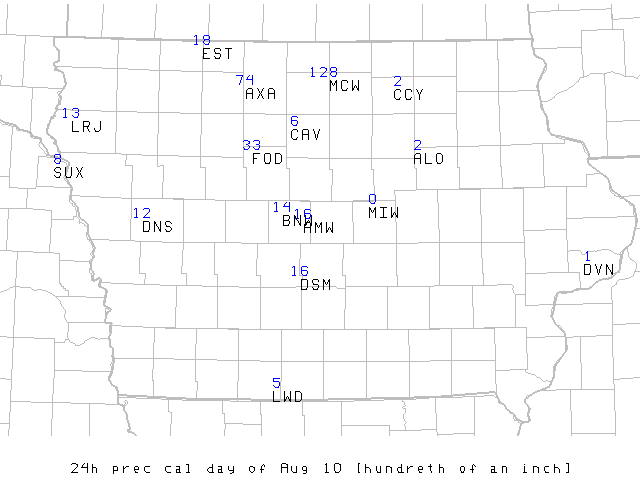 18
EST
74
AXA
128
MCW
2
CCY
13
LRJ
6
CAV
33
FOD
2
ALO
8
SUX
12
DNS
14
BNW
16
AMW
0
MIW
1
DVN
16
DSM
5
LWD
24h prec cal day of Aug 10 [hundreth of an inch]